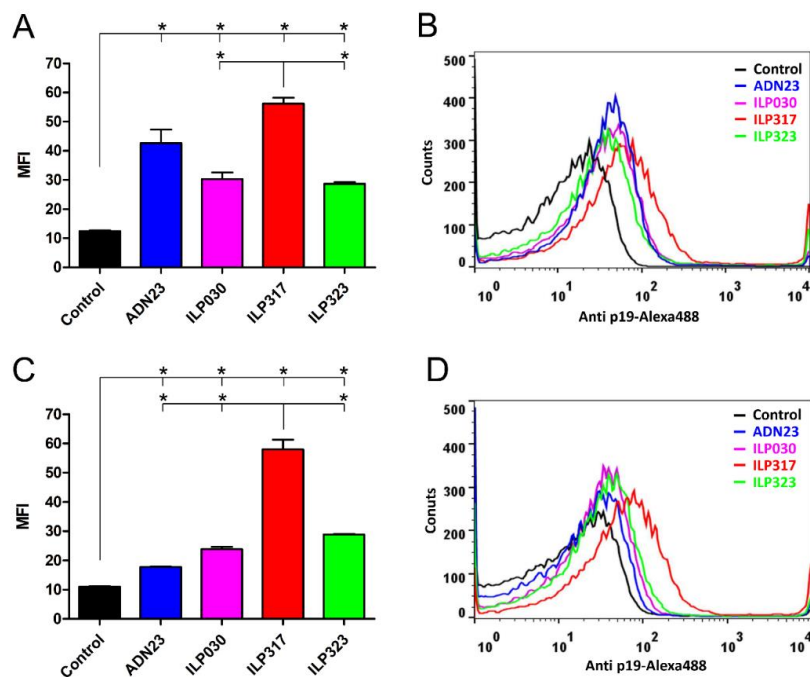 A
* * * *
* *
70
60
50
40
30
20
10
0
MFI
Control ADN23 ILP030 ILP317 ILP323
B
500
400
300
200
100
0
Counts
Control
ADN23
ILP030
ILP317
ILP323
10^0 10^1 10^2 10^3 10^4
Anti p19-Alexa488
C
* * * *
* * *
70
60
50
40
30
20
10
0
MFI
Control ADN23 ILP030 ILP317 ILP323
D
500
400
300
200
100
0
Conuts
Control
ADN23
ILP030
ILP317
ILP323
10^0 10^1 10^2 10^3 10^4
Anti p19-Alexa488